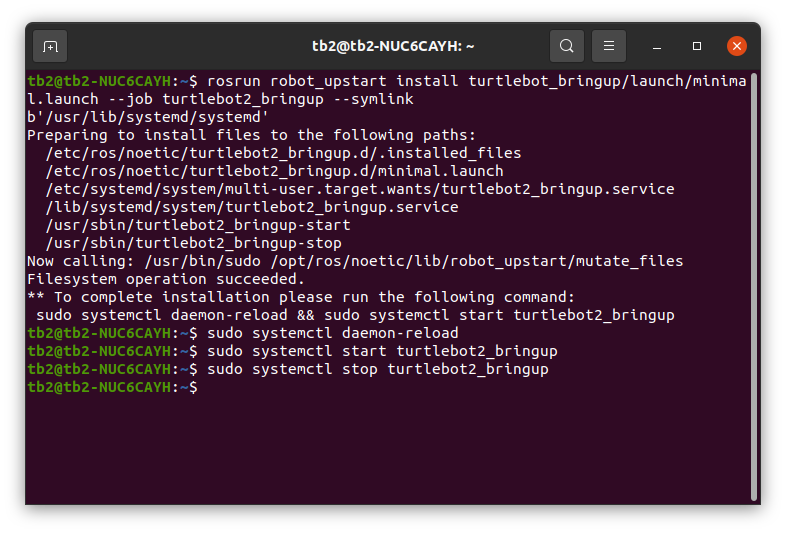 tb2@tb2-NUC6CAYH: ~
tb2@tb2-NUC6CAYH:~$ rosrun robot_upstart install turtlebot_bringup/launch/minima
l.launch --job turtlebot2_bringup --symlink
b'/usr/lib/systemd/systemd'
Preparing to install files to the following paths:
  /etc/ros/noetic/turtlebot2_bringup.d/.installed_files
  /etc/ros/noetic/turtlebot2_bringup.d/minimal.launch
  /etc/systemd/system/multi-user.target.wants/turtlebot2_bringup.service
  /lib/systemd/system/turtlebot2_bringup.service
  /usr/sbin/turtlebot2_bringup-start
  /usr/sbin/turtlebot2_bringup-stop
Now calling: /usr/bin/sudo /opt/ros/noetic/lib/robot_upstart/mutate_files
Filesystem operation succeeded.
** To complete installation please run the following command:
 sudo systemctl daemon-reload && sudo systemctl start turtlebot2_bringup
tb2@tb2-NUC6CAYH:~$ sudo systemctl daemon-reload
tb2@tb2-NUC6CAYH:~$ sudo systemctl start turtlebot2_bringup
tb2@tb2-NUC6CAYH:~$ sudo systemctl stop turtlebot2_bringup
tb2@tb2-NUC6CAYH:~$